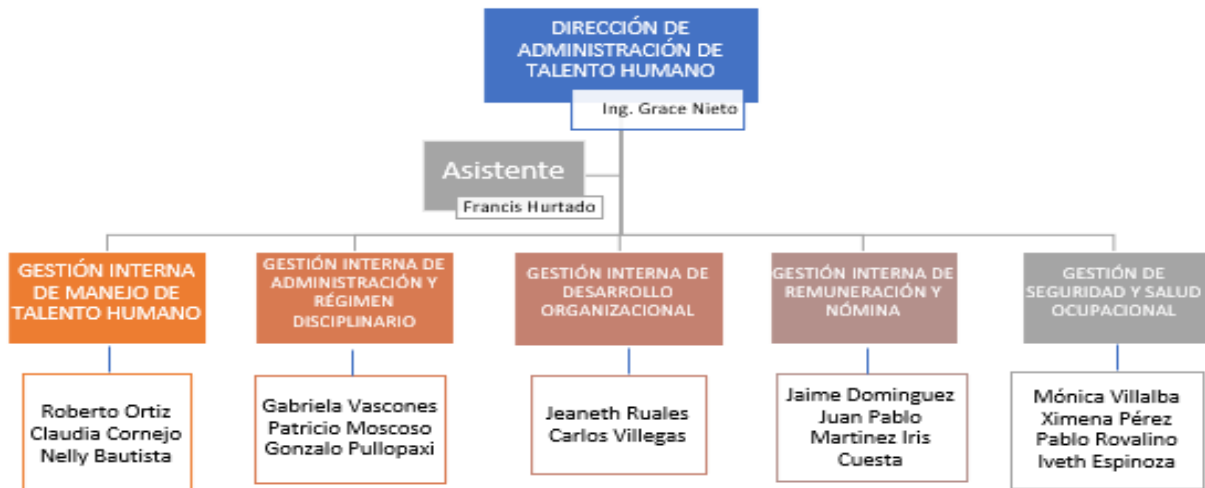 DIRECCIÓN DE
ADMINISTRACIÓN DE
TALENTO HUMANO
Ing. Grace Nieto
Asistente
Francis Hurtado
GESTIÓN INTERNA
DE MANEJO DE
TALENTO HUMANO
GESTIÓN INTERNA DE
ADMINISTRACIÓN Y
RÉGIMEN
DISCIPLINARIO
GESTIÓN INTERNA DE
DESARROLLO
ORGANIZACIONAL
GESTIÓN INTERNA DE
REMUNERACIÓN Y
NÓMINA
GESTIÓN DE
SEGURIDAD Y SALUD
OCUPACIONAL
Roberto Ortiz
Claudia Cornejo
Nelly Bautista
Gabriela Vascones
Patricio Moscoso
Gonzalo Pullopaxi
Jeaneth Ruales
Carlos Villegas
Jaime Dominguez
Juan Pablo
Martinez Iris
Cuesta
Mónica Villalba
Ximena Pérez
Pablo Rovalino
Iveth Espinoza